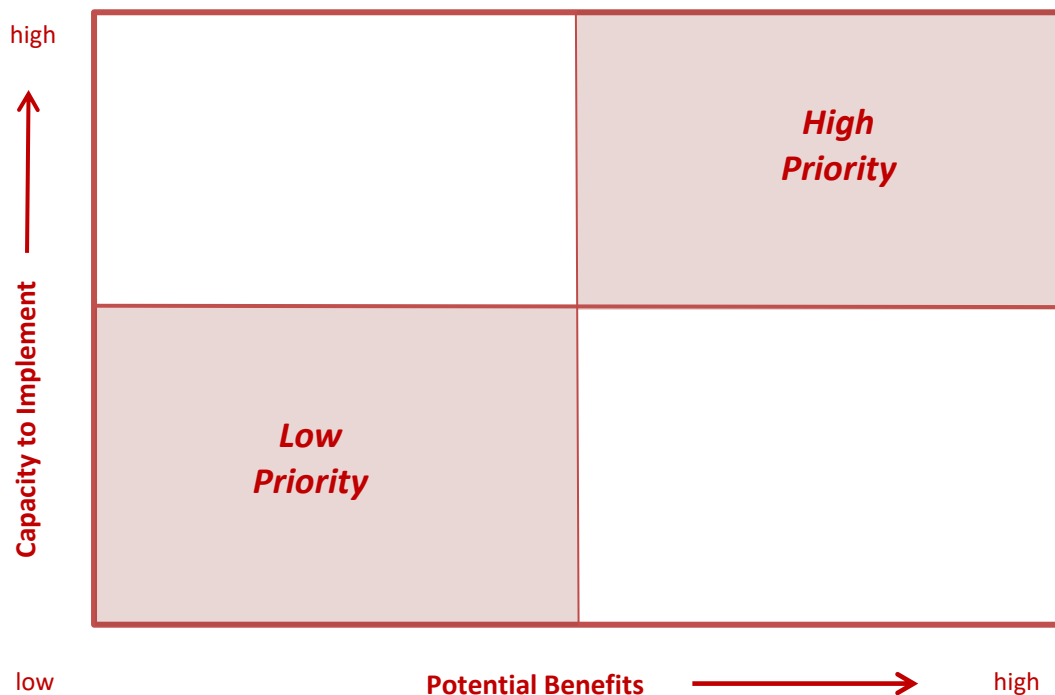 high
High
Priority
Capacity to Implement
Low
Priority
low
Potential Benefits
high